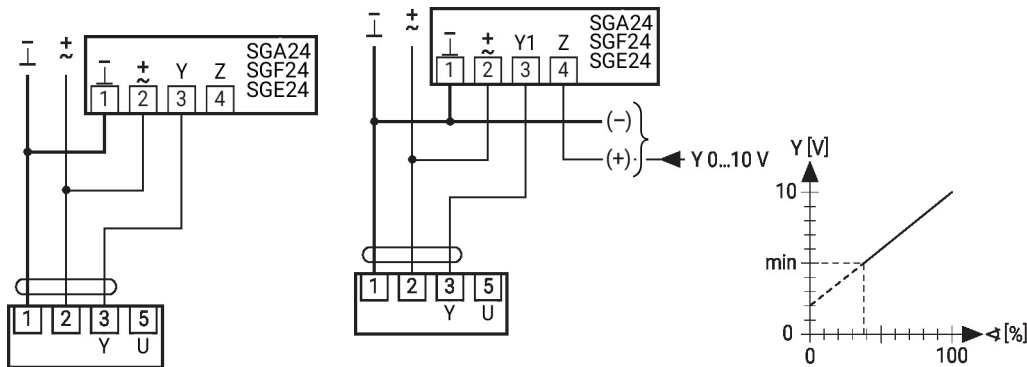 – + ~
SGA24
SGF24
SGE24
– + ~ Y Z
1 2 3 4
1 2 3 5
Y U
– + ~
SGA24
SGF24
SGE24
– + ~ Y1 Z
1 2 3 4
(–)
(+)
Y 0...10 V
1 2 3 5
Y U
Y [V]
10
min
0
0 100
∢ [%]